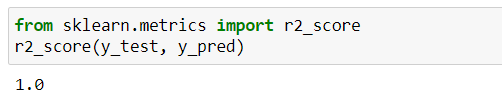 from sklearn.metrics import r2_score
r2_score(y_test, y_pred)
1.0